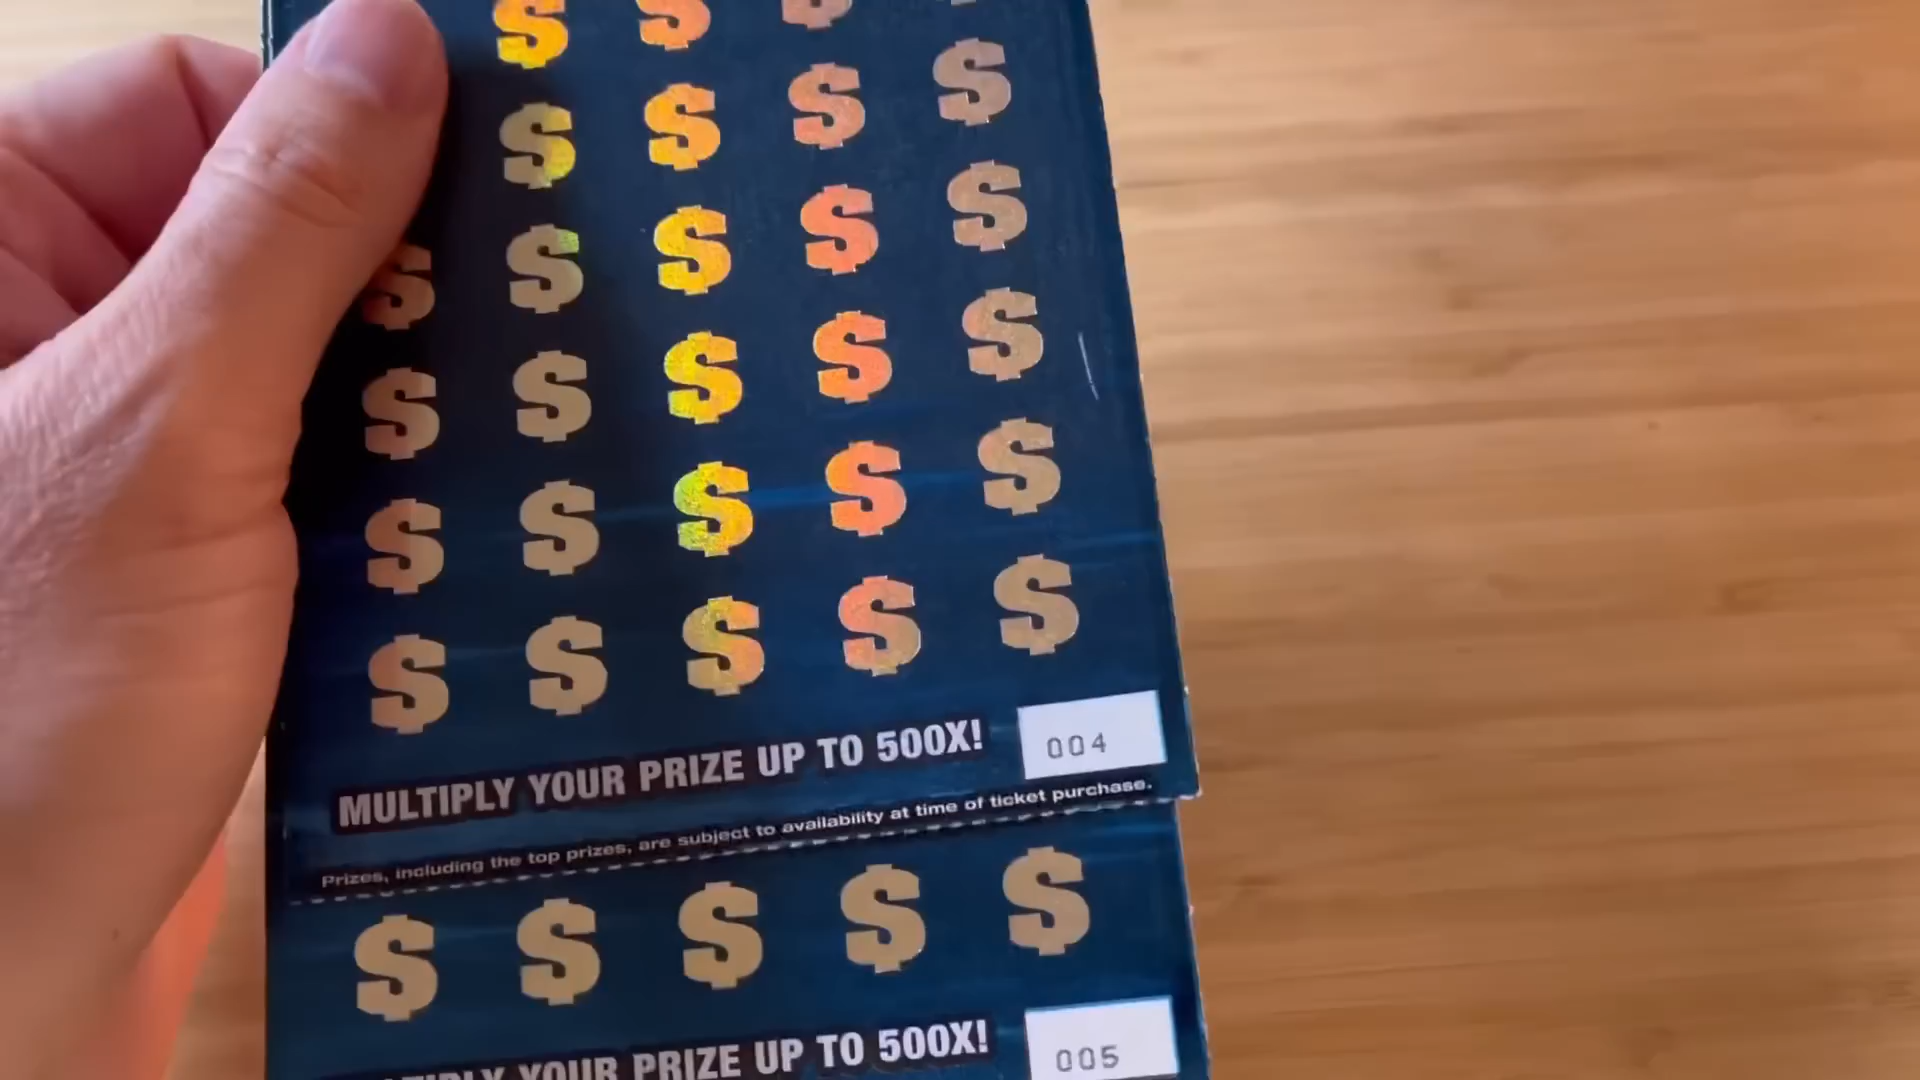 $ $ $
$ $ $ $
$ $ $ $ $
$ $ $ $ $
$ $ $ $ $
$ $ $ $ $
MULTIPLY YOUR PRIZE UP TO 500X! 004
Prizes, including the top prizes, are subject to availability at time of ticket purchase.
$ $ $ $ $
YOUR PRIZE UP TO 500X! 005